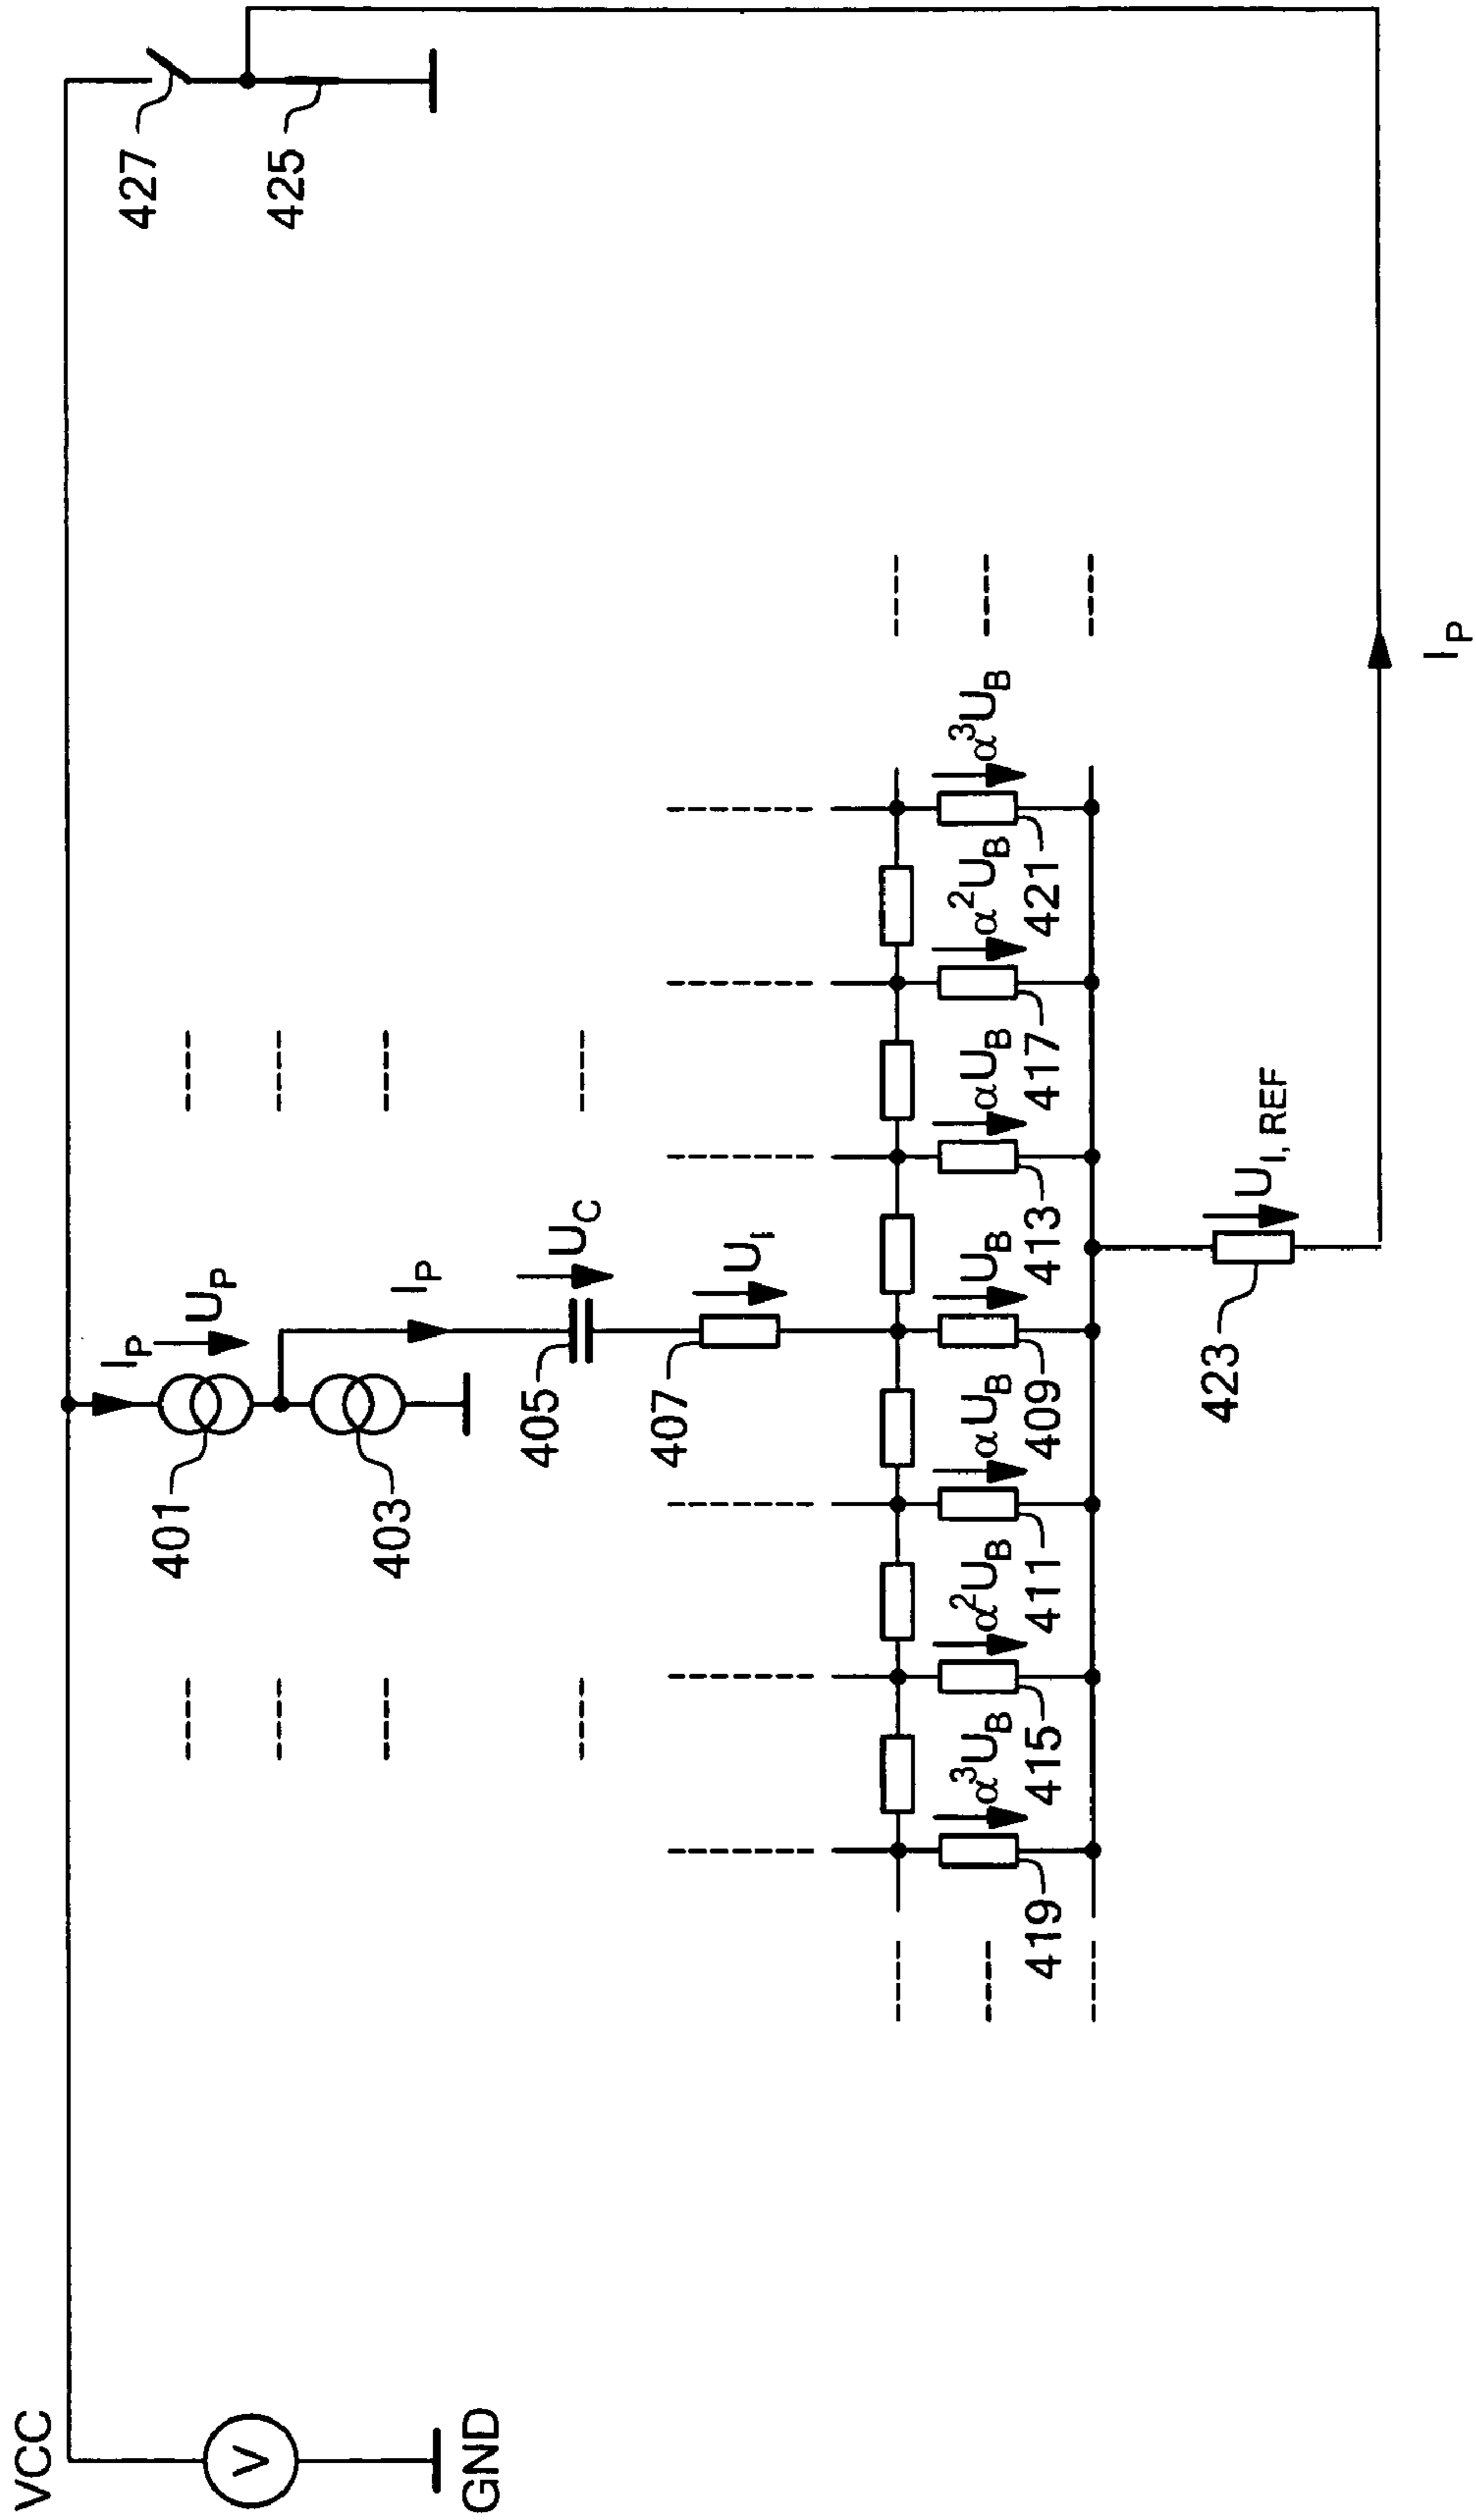 VCC
V
GND
401
403
I_P
U_P
I_P
405
U_C
407
U_I
427
425
α³U_B
α²U_B
αU_B
U_B
αU_B
α²U_B
α³U_B
419
415
411
409
413
417
421
423
U_I,REF
I_P